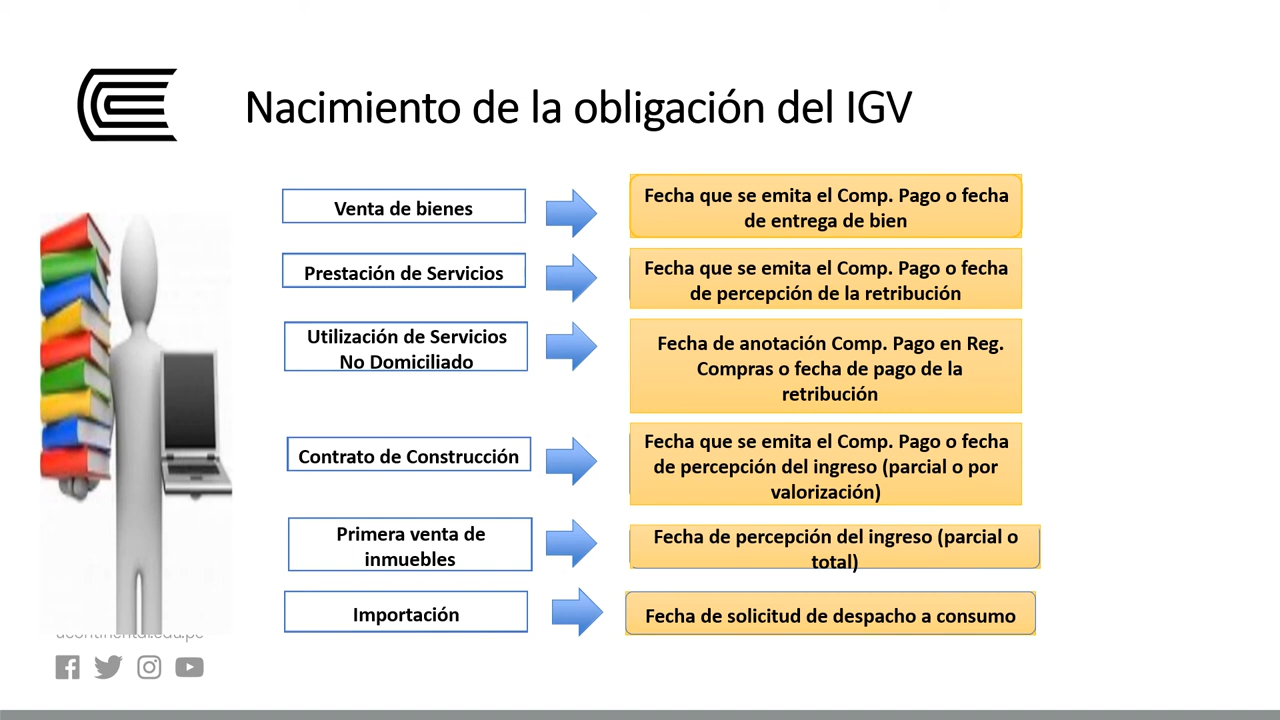 Nacimiento de la obligación del IGV
Venta de bienes
Fecha que se emita el Comp. Pago o fecha
de entrega de bien
Prestación de Servicios
Fecha que se emita el Comp. Pago o fecha
de percepción de la retribución
Utilización de Servicios
No Domiciliado
Fecha de anotación Comp. Pago en Reg.
Compras o fecha de pago de la
retribución
Contrato de Construcción
Fecha que se emita el Comp. Pago o fecha
de percepción del ingreso (parcial o por
valorización)
Primera venta de
inmuebles
Fecha de percepción del ingreso (parcial o
total)
Importación
Fecha de solicitud de despacho a consumo
ucontinental.edu.pe